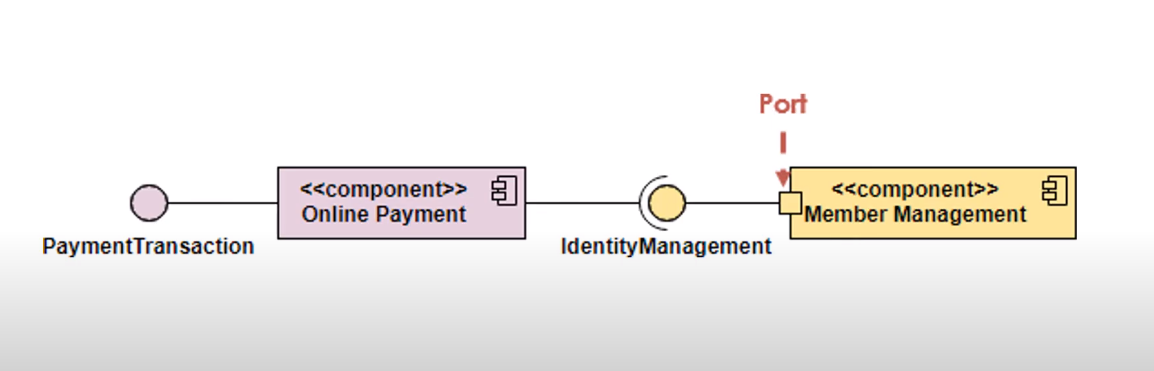 Port
<<component>>
Online Payment
<<component>>
Member Management
PaymentTransaction
IdentityManagement